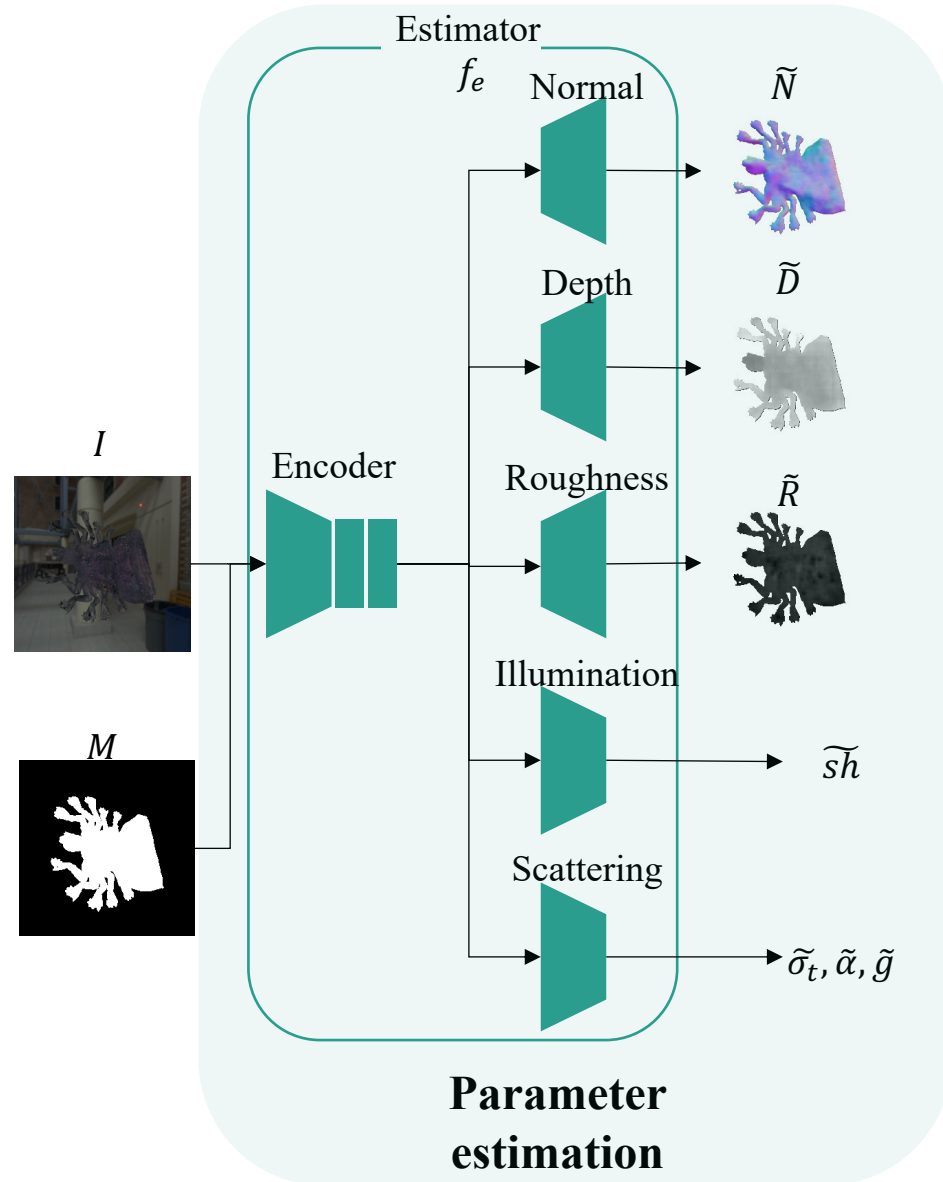 Estimator
f_e
Normal
Ñ
Depth
D̃
Encoder
Roughness
R̃
I
Illumination
s͠h
M
Scattering
σ̃_t, α̃, g̃
Parameter
estimation